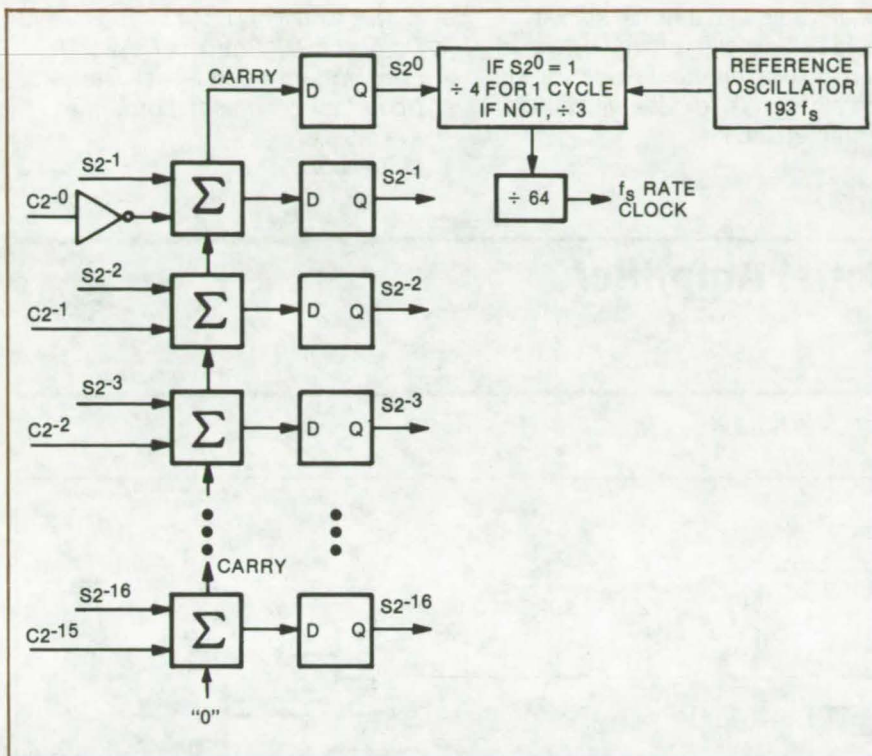 CARRY
D Q
S2⁰
IF S2⁰ = 1
÷ 4 FOR 1 CYCLE
IF NOT, ÷ 3
REFERENCE
OSCILLATOR
193 fₛ
S2⁻¹
C2⁻⁰
Σ
D Q
S2⁻¹
÷ 64
fₛ RATE
CLOCK
S2⁻²
C2⁻¹
Σ
D Q
S2⁻²
S2⁻³
C2⁻²
Σ
D Q
S2⁻³
CARRY
S2⁻¹⁶
C2⁻¹⁵
Σ
D Q
S2⁻¹⁶
“0”